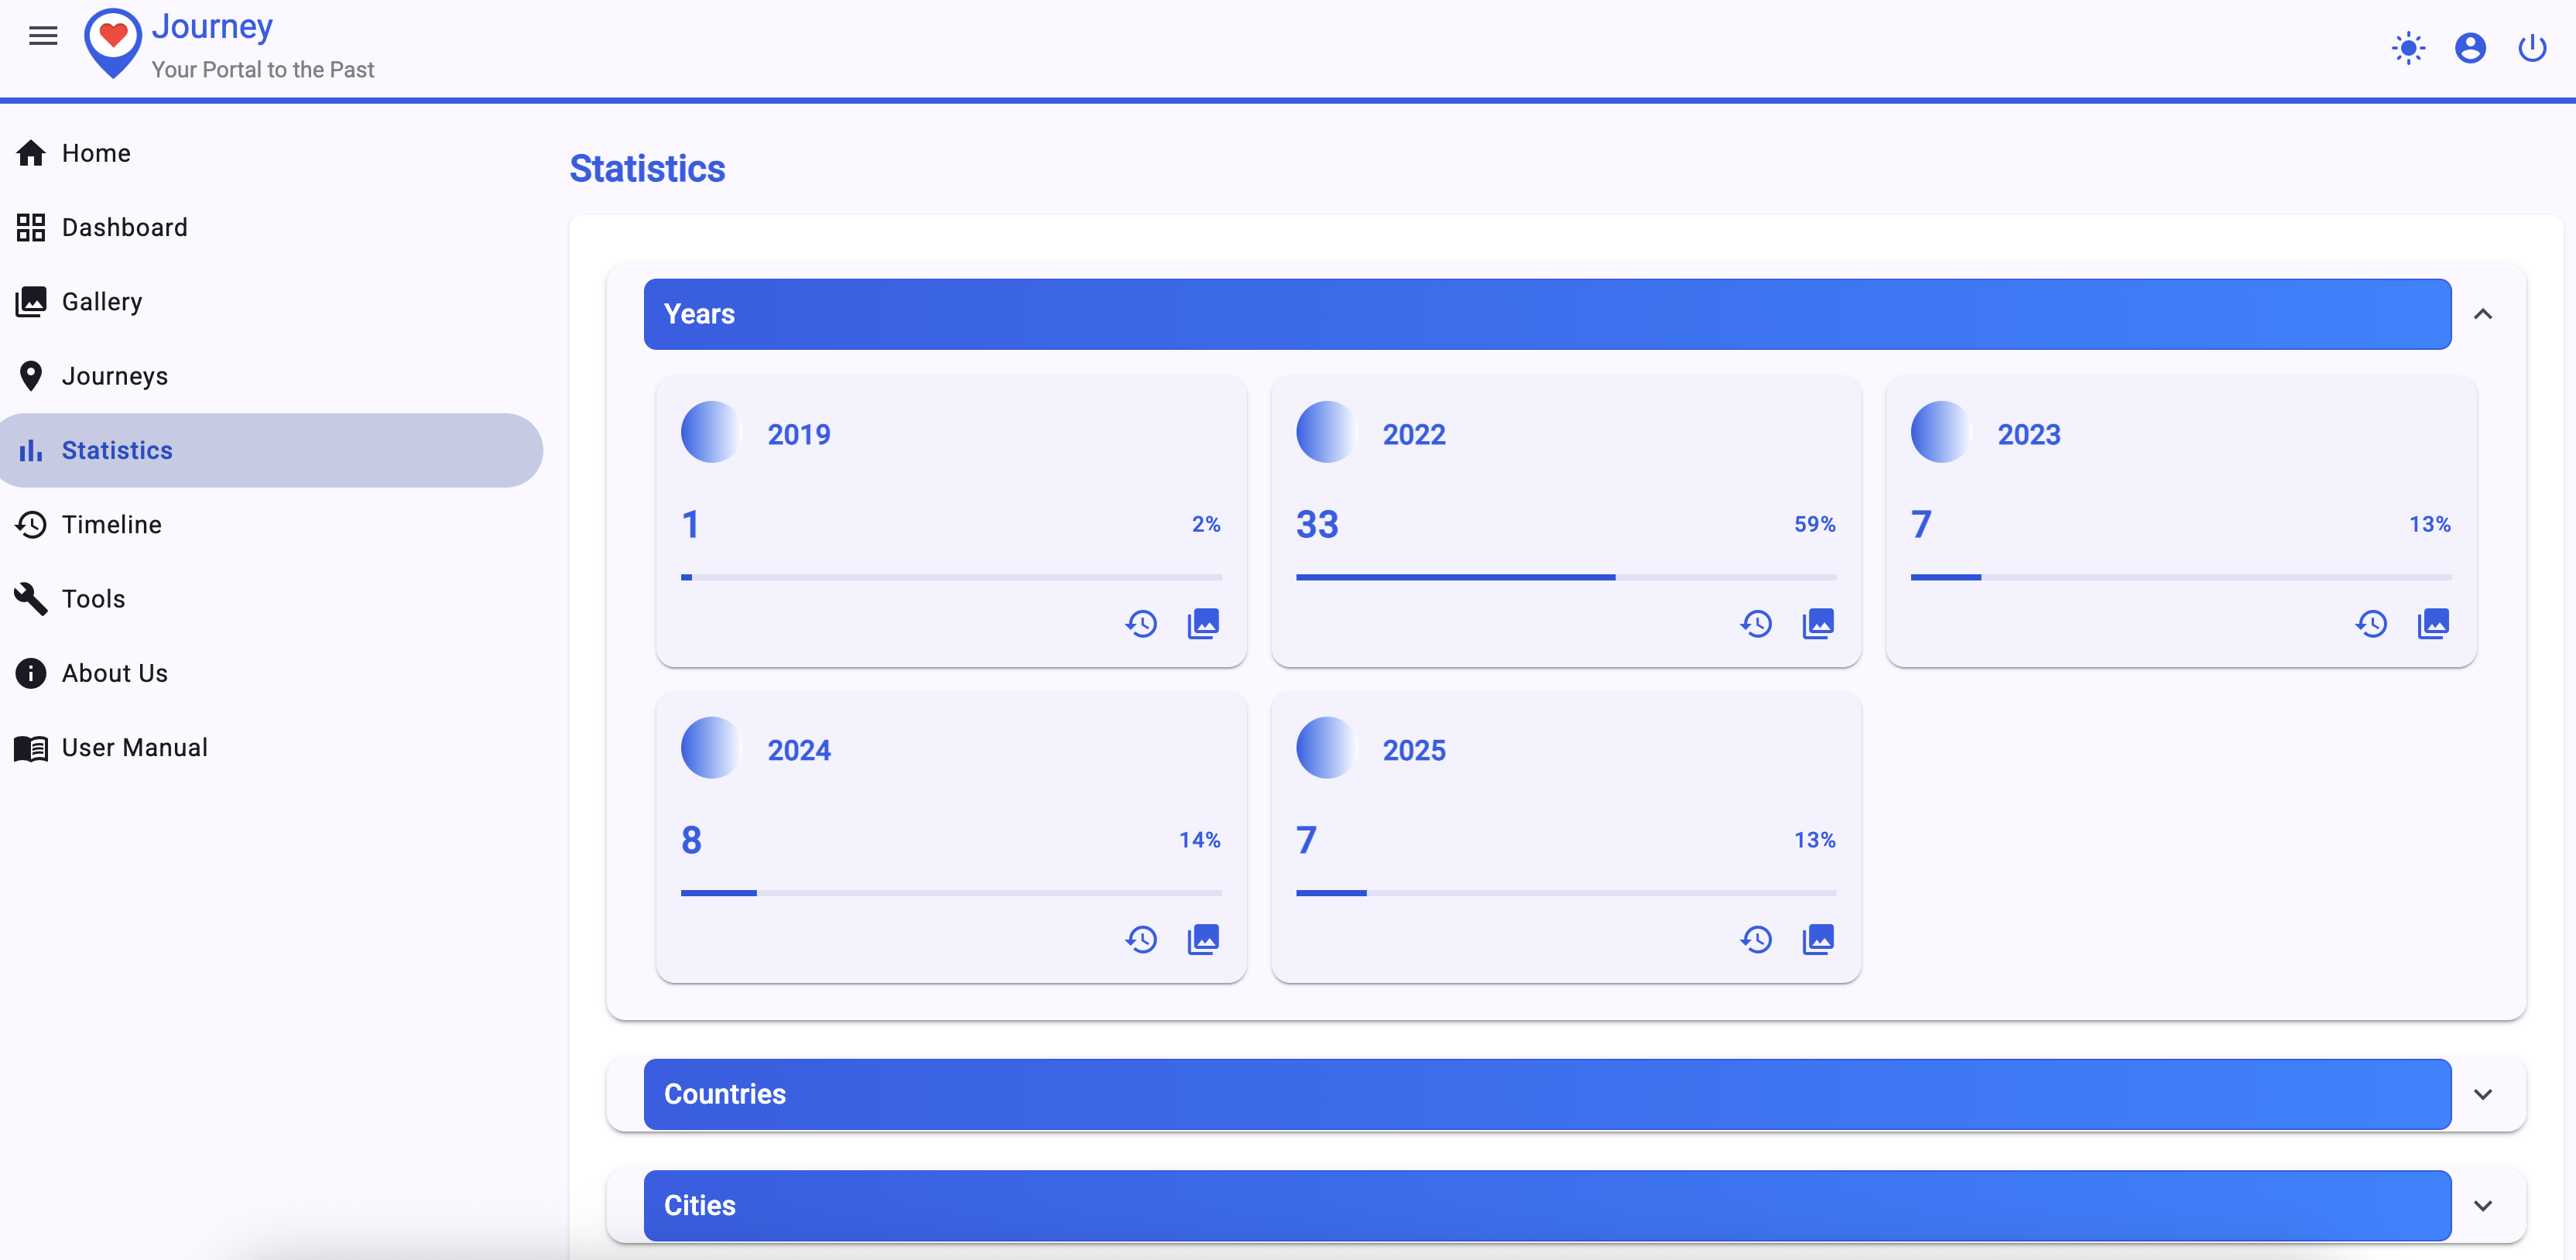 Journey
Your Portal to the Past
Home
Dashboard
Gallery
Journeys
Statistics
Timeline
Tools
About Us
User Manual
Statistics
Years
2019
1 2%
2022
33 59%
2023
7 13%
2024
8 14%
2025
7 13%
Countries
Cities